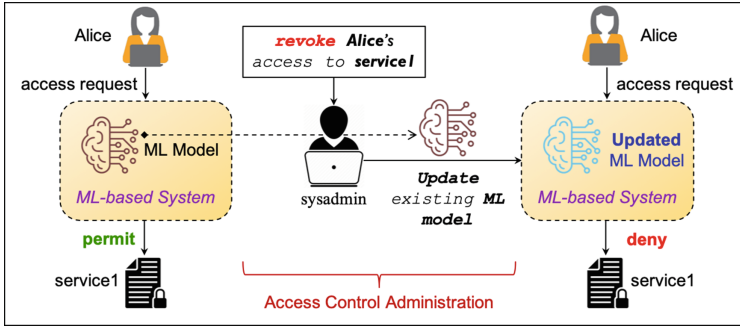 Alice
access request
ML Model
ML-based System
permit
service1
revoke Alice's
access to service1
sysadmin
Update
existing ML
model
Access Control Administration
Alice
access request
Updated
ML Model
ML-based System
deny
service1